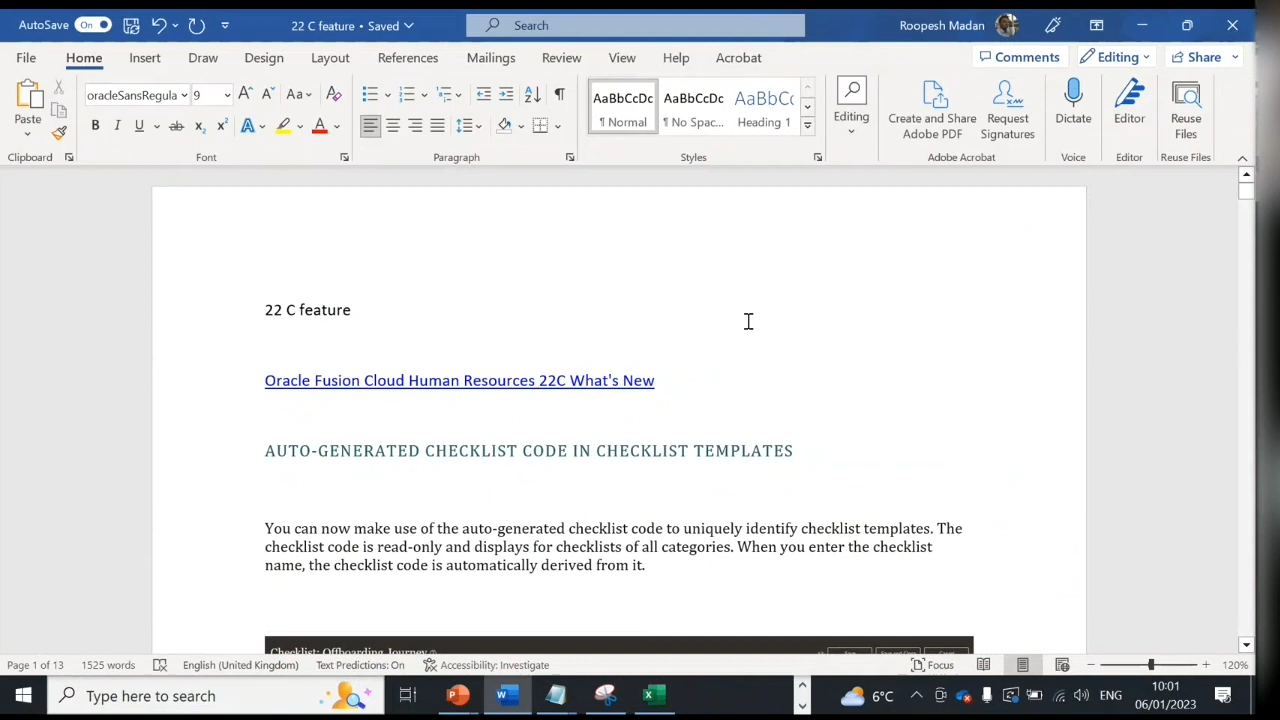 AutoSave On 22 C feature • Saved Search Roopesh Madan
File Home Insert Draw Design Layout References Mailings Review View Help Acrobat Comments Editing Share
oracleSansRegula 9 Aa AaBbCcDc AaBbCcDc AaBbCc
Paste B I U ab x₂ x² A A ¶ Normal ¶ No Spac... Heading 1 Editing Create and Share Adobe PDF Request Signatures Dictate Editor Reuse Files
Clipboard Font Paragraph Styles Adobe Acrobat Voice Editor Reuse Files
22 C feature
Oracle Fusion Cloud Human Resources 22C What's New
AUTO-GENERATED CHECKLIST CODE IN CHECKLIST TEMPLATES
You can now make use of the auto-generated checklist code to uniquely identify checklist templates. The
checklist code is read-only and displays for checklists of all categories. When you enter the checklist
name, the checklist code is automatically derived from it.
Checklist: Offboarding Journey
Page 1 of 13 1525 words English (United Kingdom) Text Predictions: On Accessibility: Investigate Focus 120%
Type here to search 6°C ENG 10:01
06/01/2023